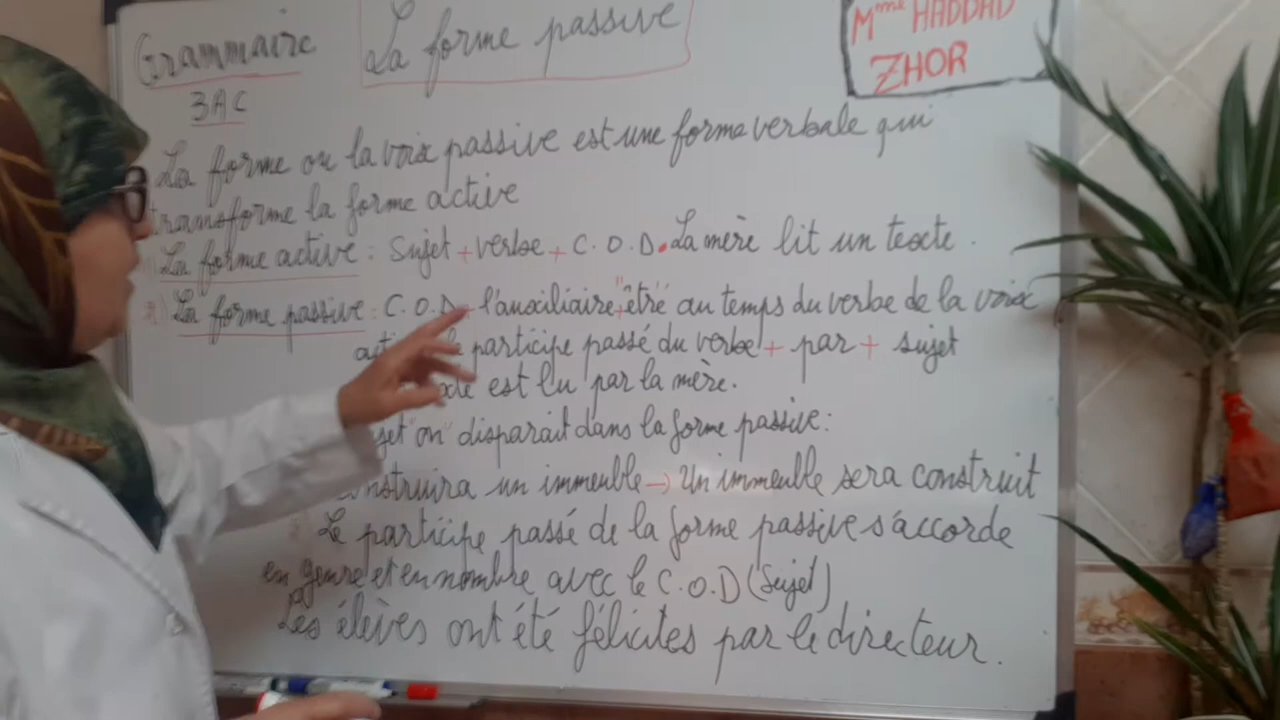 Grammaire
La forme passive
Mme HADDAD
ZHOR
3AC
La forme ou la voix passive est une forme verbale qui
transforme la forme active
La forme active : Sujet + verbe + C.O.D. La mère lit un texte.
La forme passive : C.O.D + l'auxiliaire + "être" au temps du verbe de la voix
participe passé du verbe + par + sujet
est lu par la mère.
"on" disparait dans la forme passive :
un immeuble → Un immeuble sera construit
Le participe passé de la forme passive s'accorde
en genre et en nombre avec le C.O.D (Sujet)
Les élèves ont été félicités par le directeur.